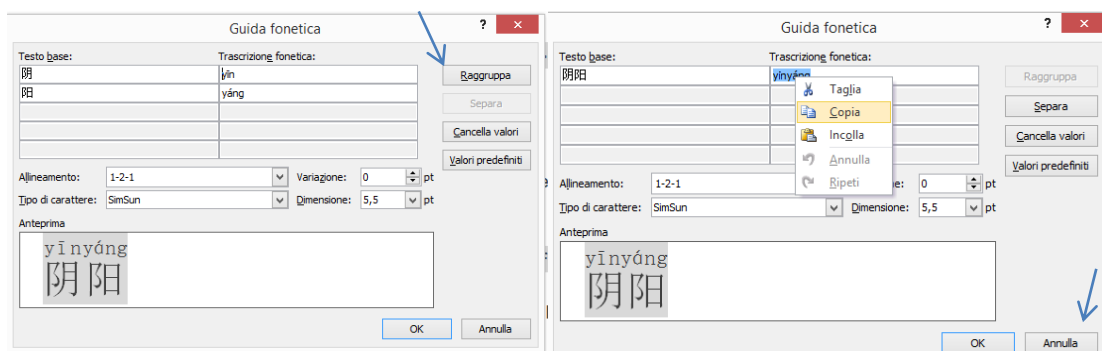 Guida fonetica ? ×
Testo base: Trascrizione fonetica:
阴 yīn Raggruppa
阳 yáng Separa
Cancella valori
Valori predefiniti
Allineamento: 1-2-1 Variazione: 0 pt
Tipo di carattere: SimSun Dimensione: 5,5 pt
Anteprima
yīnyáng
阴阳
OK Annulla
Guida fonetica ? ×
Testo base: Trascrizione fonetica:
阴阳 yīnyáng Raggruppa
Taglia
Copia Separa
Incolla Cancella valori
Annulla Valori predefiniti
Ripeti
Allineamento: 1-2-1 e: 0 pt
Tipo di carattere: SimSun Dimensione: 5,5 pt
Anteprima
yīnyáng
阴阳
OK Annulla